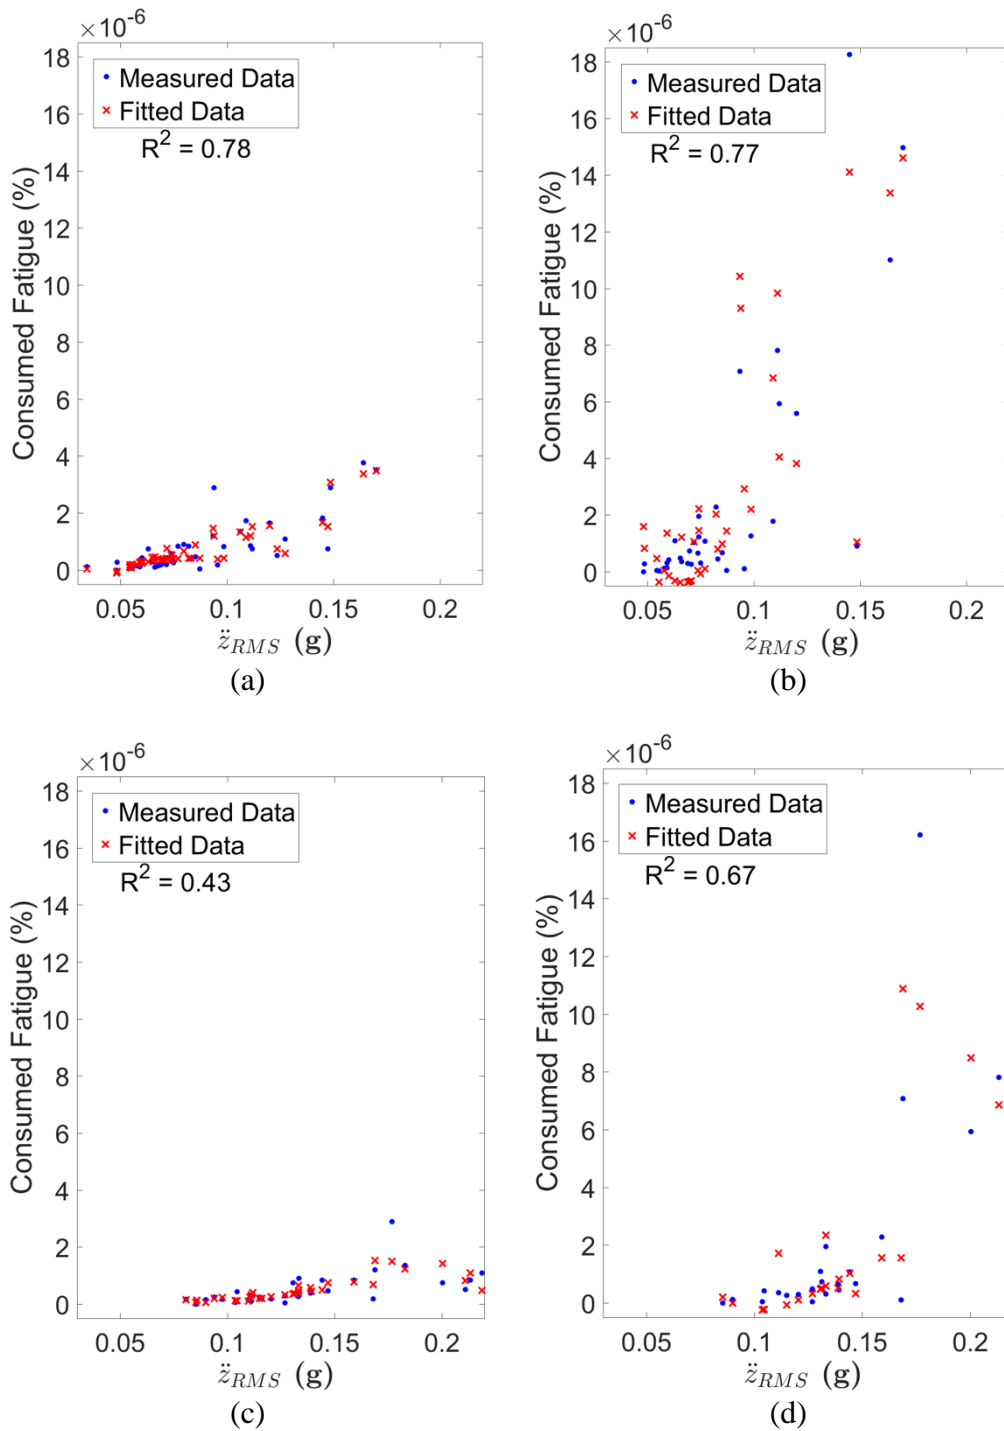 ×10⁻⁶
18
16
14
12
10
8
6
4
2
0
0.05 0.1 0.15 0.2
Consumed Fatigue (%)
Measured Data
Fitted Data
R² = 0.78
z̈_RMS (g)
(a)
×10⁻⁶
18
16
14
12
10
8
6
4
2
0
0.05 0.1 0.15 0.2
Consumed Fatigue (%)
Measured Data
Fitted Data
R² = 0.77
z̈_RMS (g)
(b)
×10⁻⁶
18
16
14
12
10
8
6
4
2
0
0.05 0.1 0.15 0.2
Consumed Fatigue (%)
Measured Data
Fitted Data
R² = 0.43
z̈_RMS (g)
(c)
×10⁻⁶
18
16
14
12
10
8
6
4
2
0
0.05 0.1 0.15 0.2
Consumed Fatigue (%)
Measured Data
Fitted Data
R² = 0.67
z̈_RMS (g)
(d)